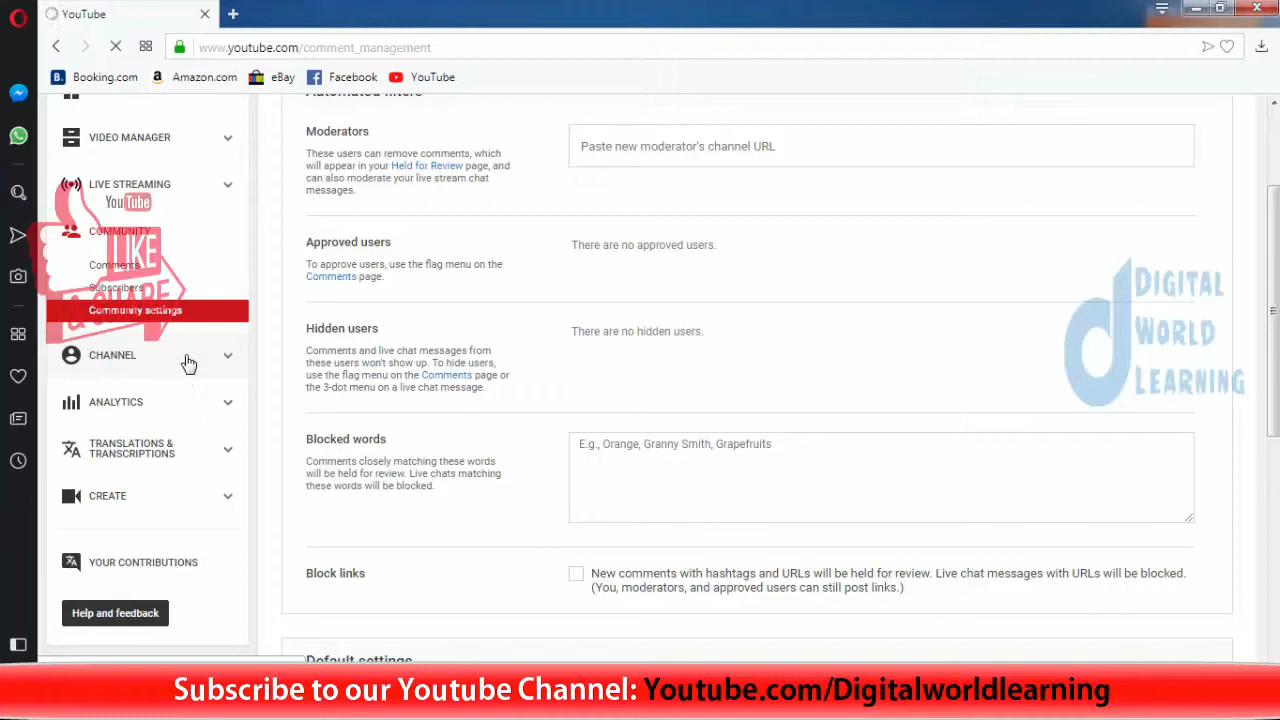 YouTube
www.youtube.com/comment_management
Booking.com
Amazon.com
eBay
Facebook
YouTube
VIDEO MANAGER
LIVE STREAMING
COMMUNITY
Comments
Subscribers
Community settings
CHANNEL
ANALYTICS
TRANSLATIONS &
TRANSCRIPTIONS
CREATE
YOUR CONTRIBUTIONS
Help and feedback
You Tube
LIKE
& SHARE
Automated filters
Moderators
Paste new moderator's channel URL
These users can remove comments, which
will appear in your Held for Review page, and
can also moderate your live stream chat
messages.
Approved users
There are no approved users.
To approve users, use the flag menu on the
Comments page.
Hidden users
There are no hidden users.
Comments and live chat messages from
these users won't show up. To hide users,
use the flag menu on the Comments page or
the 3-dot menu on a live chat message.
Blocked words
E.g., Orange, Granny Smith, Grapefruits
Comments closely matching these words
will be held for review. Live chats matching
these words will be blocked.
Block links
New comments with hashtags and URLs will be held for review. Live chat messages with URLs will be blocked.
(You, moderators, and approved users can still post links.)
Default settings
DIGITAL
WORLD
LEARNING
Subscribe to our Youtube Channel: Youtube.com/Digitalworldlearning